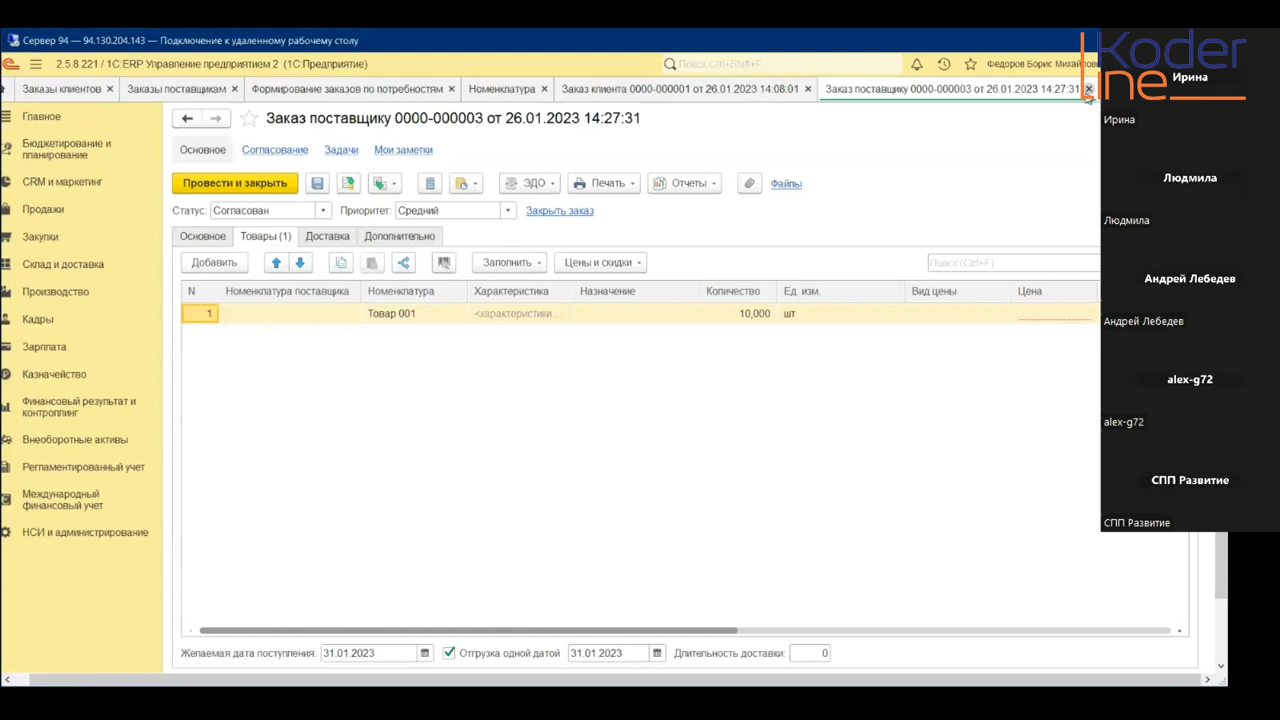 Сервер 94 — 94.130.204.143 — Подключение к удаленному рабочему столу
2.5.8.221 / 1C:ERP Управление предприятием 2 (1С:Предприятие)
Поиск Ctrl+Shift+F
Федоров Борис Михайлов
Koder
line
Заказы клиентов
Заказы поставщикам
Формирование заказов по потребностям
Номенклатура
Заказ клиента 0000-000001 от 26.01.2023 14:08:01
Заказ поставщику 0000-000003 от 26.01.2023 14:27:31
Главное
Бюджетирование и
планирование
CRM и маркетинг
Продажи
Закупки
Склад и доставка
Производство
Кадры
Зарплата
Казначейство
Финансовый результат и
контроллинг
Внеоборотные активы
Регламентированный учет
Международный
финансовый учет
НСИ и администрирование
Заказ поставщику 0000-000003 от 26.01.2023 14:27:31
Основное Согласование Задачи Мои заметки
Провести и закрыть ЭДО Печать Отчеты Файлы
Статус: Согласован Приоритет: Средний Закрыть заказ
Основное Товары (1) Доставка Дополнительно
Добавить Заполнить Цены и скидки Поиск (Ctrl+F)
N Номенклатура поставщика Номенклатура Характеристика Назначение Количество Ед. изм. Вид цены Цена
1 Товар 001 <характеристики ... 10,000 шт
Желаемая дата поступления: 31.01.2023 Отгрузка одной датой 31.01.2023 Длительность доставки: 0
Ирина
Ирина
Людмила
Людмила
Андрей Лебедев
Андрей Лебедев
alex-g72
alex-g72
СПП Развитие
СПП Развитие